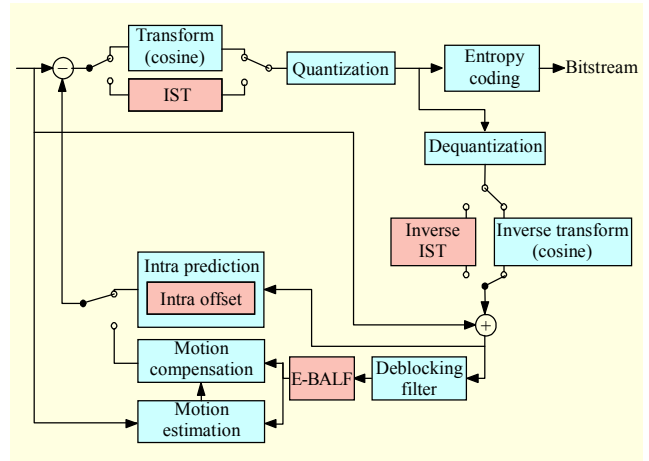 Transform
(cosine)
IST
Quantization
Entropy
coding
Bitstream
Dequantization
Inverse
IST
Inverse transform
(cosine)
Intra prediction
Intra offset
Motion
compensation
E-BALF
Deblocking
filter
Motion
estimation